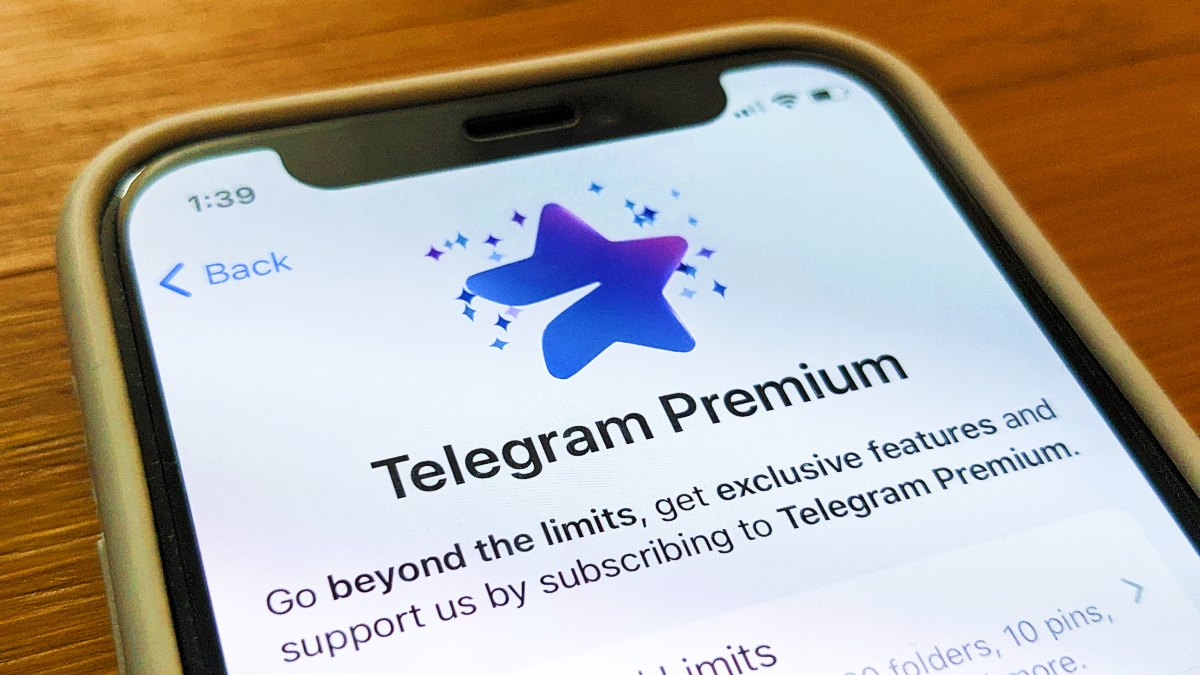 1:39
Back
Telegram Premium
Go beyond the limits, get exclusive features and
support us by subscribing to Telegram Premium.
Limits
folders, 10 pins,
more.